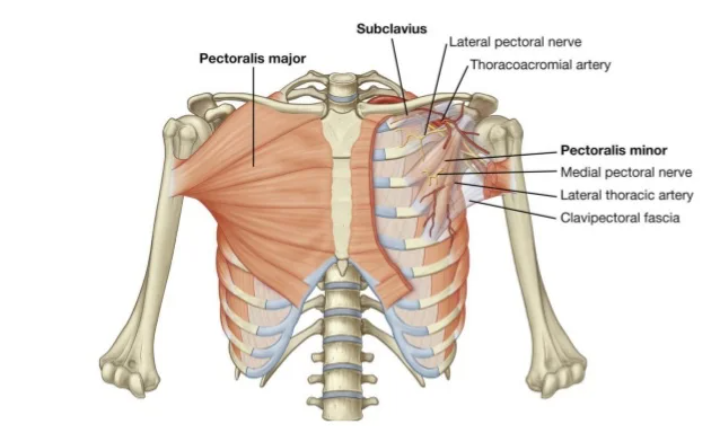 Subclavius
Lateral pectoral nerve
Pectoralis major
Thoracoacromial artery
Pectoralis minor
Medial pectoral nerve
Lateral thoracic artery
Clavipectoral fascia